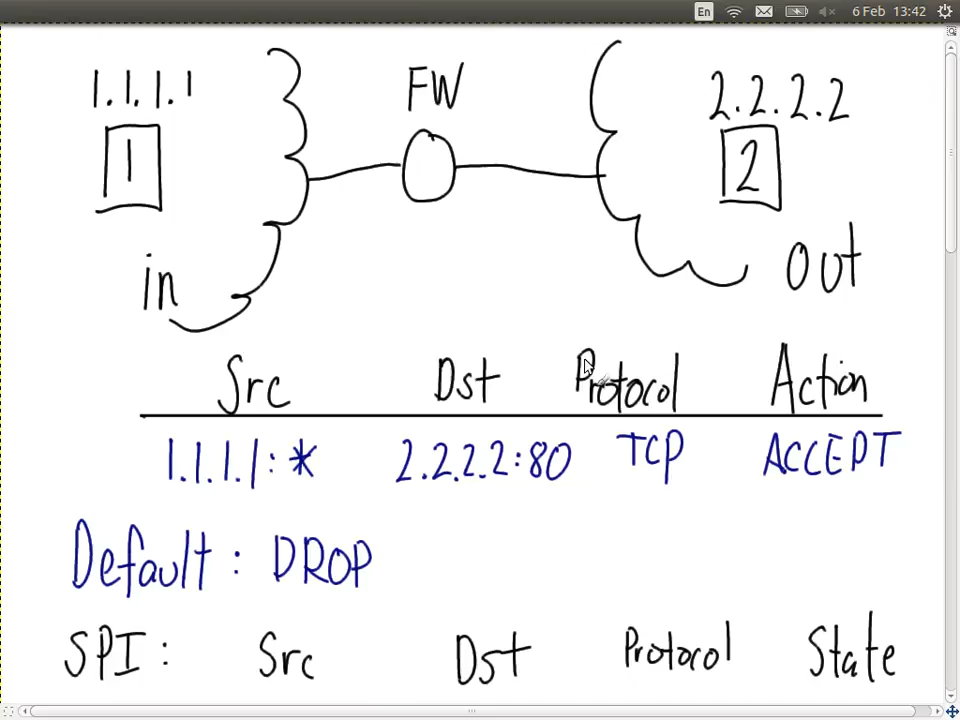 En 6 Feb 13:42
1.1.1.1 FW 2.2.2.2
1 2
in out
Src Dst Protocol Action
1.1.1.1:* 2.2.2.2:80 TCP ACCEPT
Default: DROP
SPI: Src Dst Protocol State